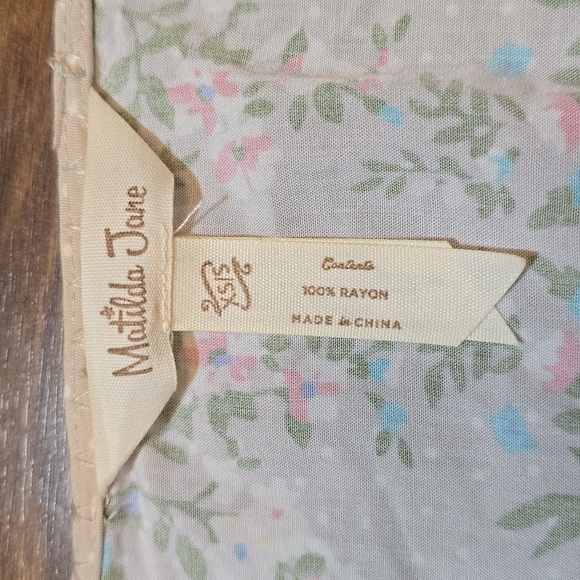 Matilda Jane
XS|S
Contents
100% RAYON
MADE in CHINA